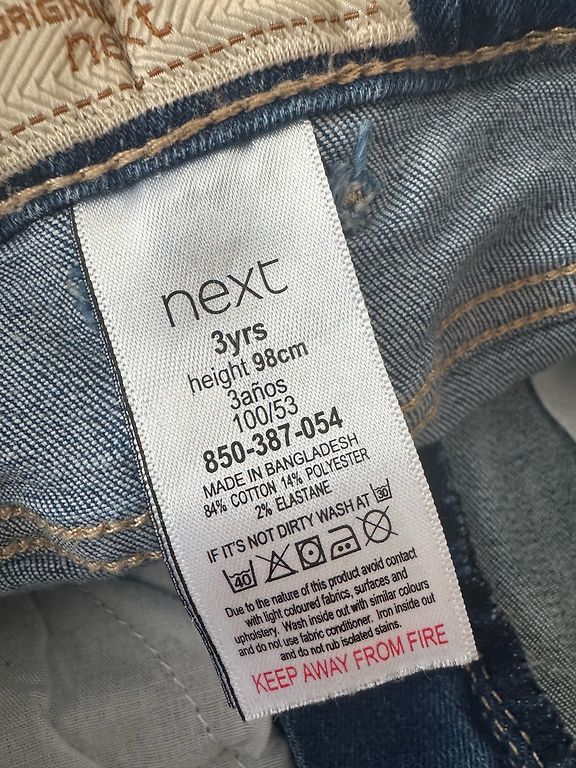 ORIGIN
next
next
3yrs
height 98cm
3años
100/53
850-387-054
MADE IN BANGLADESH
84% COTTON 14% POLYESTER
2% ELASTANE
IF IT'S NOT DIRTY WASH AT 30
40
Due to the nature of this product avoid contact
with light coloured fabrics, surfaces and
upholstery. Wash inside out with similar colours
and do not use fabric conditioner. Iron inside out
and do not rub isolated stains.
KEEP AWAY FROM FIRE